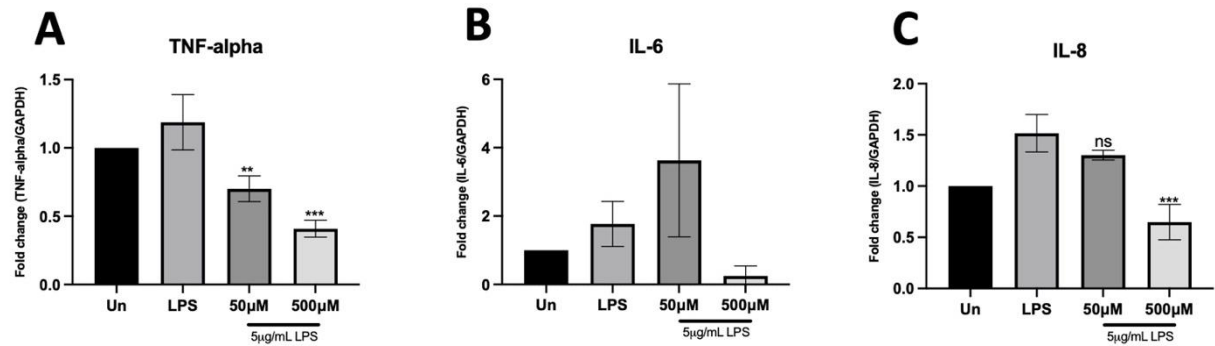 A
TNF-alpha
Fold change (TNF-alpha/GAPDH)
1.5
1.0
0.5
0.0
**
***
Un
LPS
50µM
500µM
5µg/mL LPS
B
IL-6
Fold change (IL-6/GAPDH)
6
4
2
0
Un
LPS
50µM
500µM
5µg/mL LPS
C
IL-8
Fold change (IL-8/GAPDH)
2.0
1.5
1.0
0.5
0.0
ns
***
Un
LPS
50µM
500µM
5µg/mL LPS